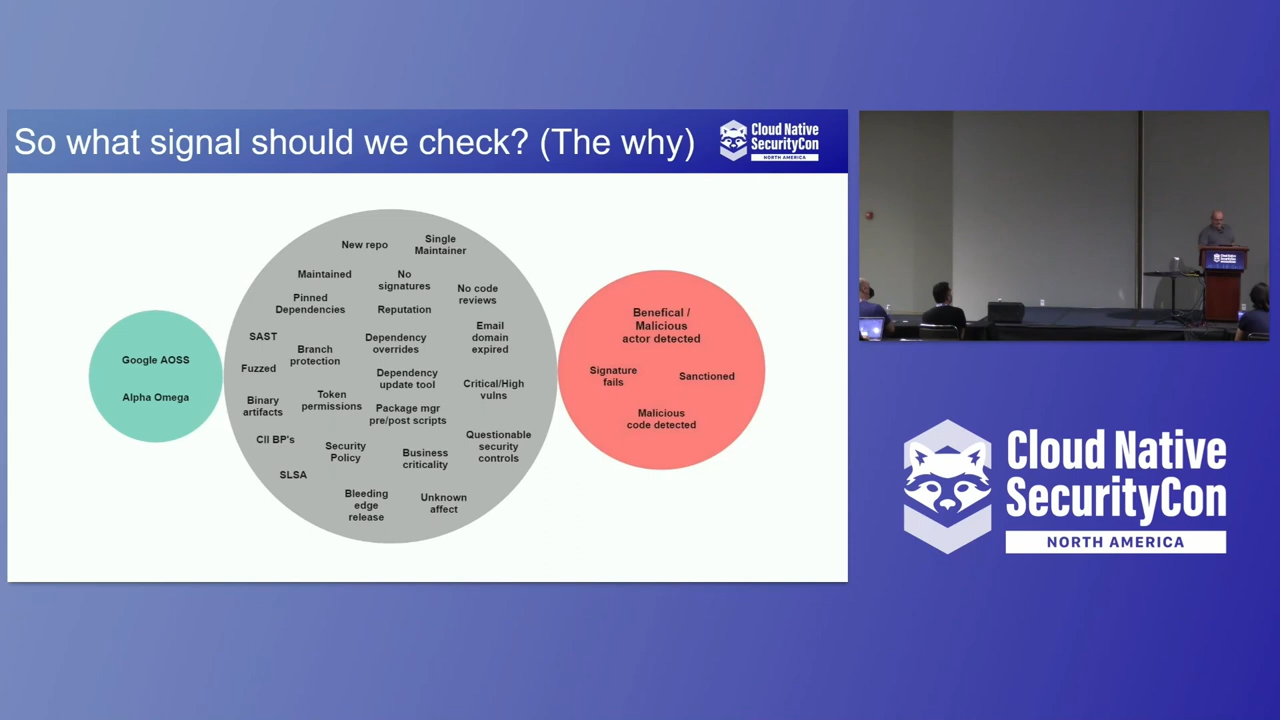 So what signal should we check? (The why)
Cloud Native
SecurityCon
NORTH AMERICA
Google AOSS
Alpha Omega
New repo
Single
Maintainer
Maintained
No
signatures
No code
reviews
Pinned
Dependencies
Reputation
SAST
Dependency
overrides
Email
domain
expired
Branch
protection
Fuzzed
Dependency
update tool
Critical/High
vulns
Binary
artifacts
Token
permissions
Package mgr
pre/post scripts
CII BP's
Security
Policy
Business
criticality
Questionable
security
controls
SLSA
Bleeding
edge
release
Unknown
affect
Benefical /
Malicious
actor detected
Signature
fails
Sanctioned
Malicious
code detected
Cloud Native
SecurityCon
NORTH AMERICA
Cloud Native
SecurityCon